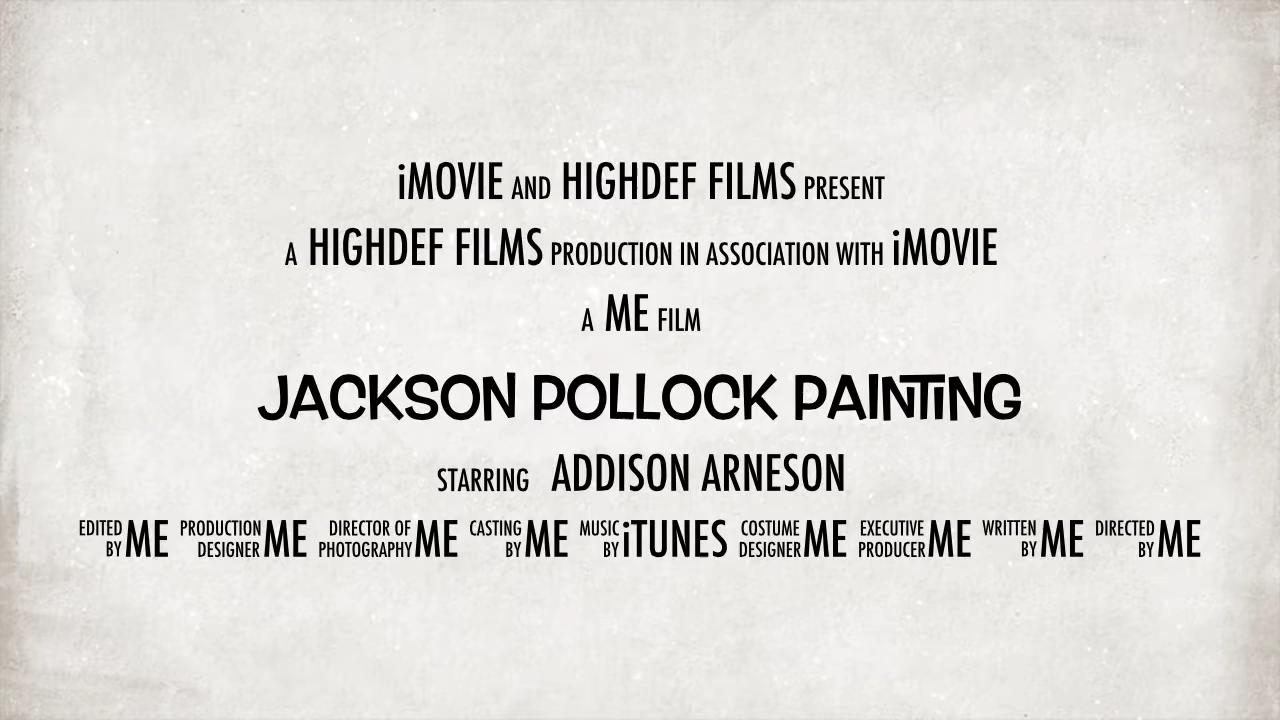 iMOVIE AND HIGHDEF FILMS PRESENT
A HIGHDEF FILMS PRODUCTION IN ASSOCIATION WITH iMOVIE
A ME FILM
JACKSON POLLOCK PAINTING
STARRING ADDISON ARNESON
EDITED BY ME PRODUCTION DESIGNER ME DIRECTOR OF PHOTOGRAPHY ME CASTING BY ME MUSIC BY iTUNES COSTUME DESIGNER ME EXECUTIVE PRODUCER ME WRITTEN BY ME DIRECTED BY ME